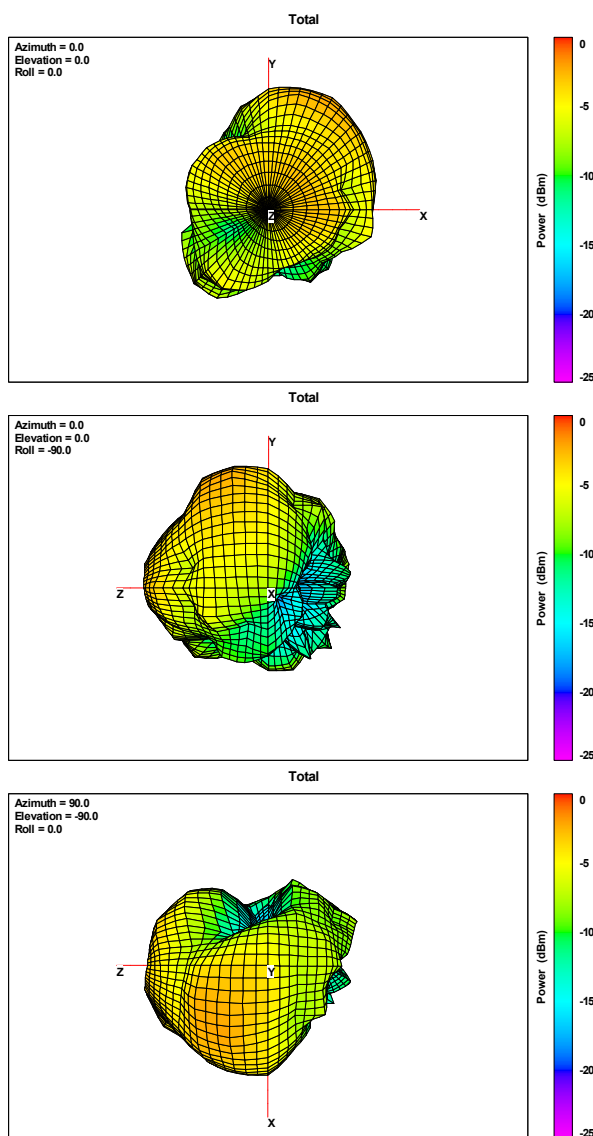 Total
Azimuth = 0.0
Elevation = 0.0
Roll = 0.0
Y
Z
X
0
-5
-10
-15
-20
-25
Power (dBm)
Total
Azimuth = 0.0
Elevation = 0.0
Roll = -90.0
Y
Z
X
0
-5
-10
-15
-20
-25
Power (dBm)
Total
Azimuth = 90.0
Elevation = -90.0
Roll = 0.0
Z
Y
X
0
-5
-10
-15
-20
-25
Power (dBm)